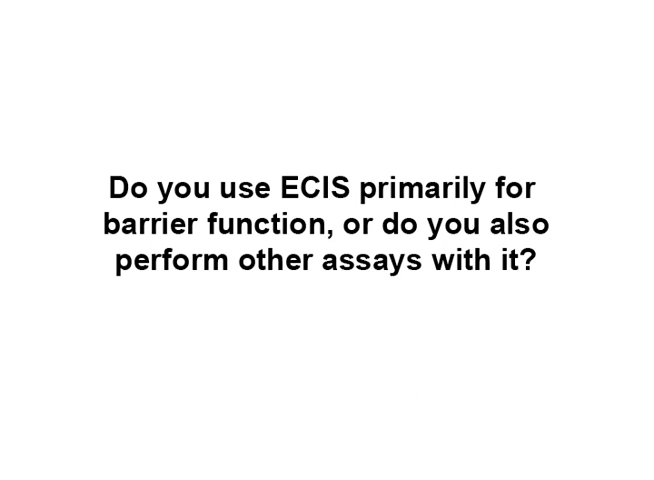 Do you use ECIS primarily for
barrier function, or do you also
perform other assays with it?